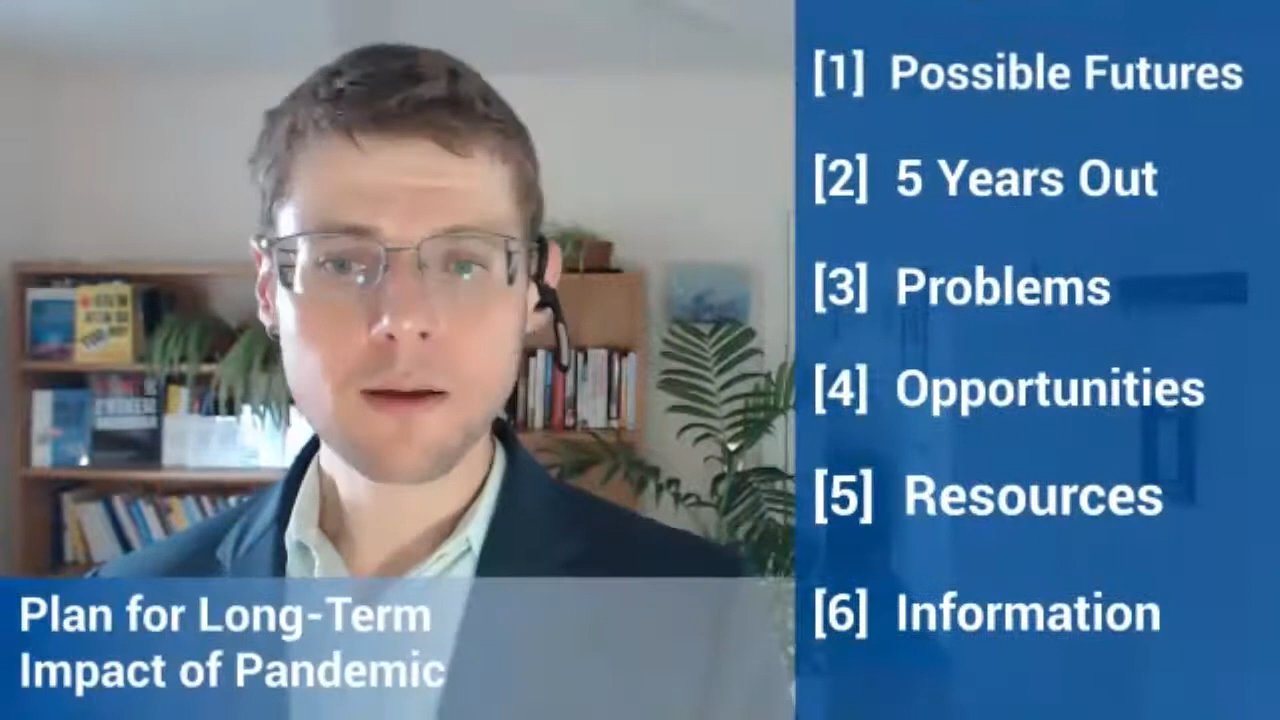 [1] Possible Futures
[2] 5 Years Out
[3] Problems
[4] Opportunities
[5] Resources
[6] Information
Plan for Long-Term
Impact of Pandemic